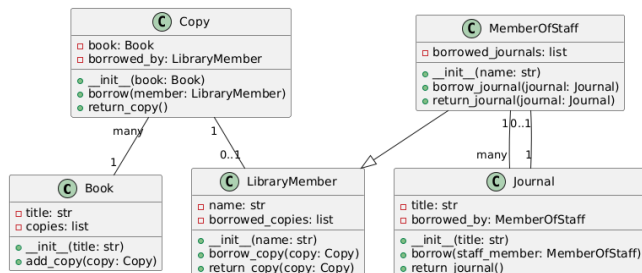 C Copy
book: Book
borrowed_by: LibraryMember
__init__(book: Book)
borrow(member: LibraryMember)
return_copy()
C MemberOfStaff
borrowed_journals: list
__init__(name: str)
borrow_journal(journal: Journal)
return_journal(journal: Journal)
many
1
1
0..1
1
0..1
many
1
C Book
title: str
copies: list
__init__(title: str)
add_copy(copy: Copy)
C LibraryMember
name: str
borrowed_copies: list
__init__(name: str)
borrow_copy(copy: Copy)
return_copy(copy: Copy)
C Journal
title: str
borrowed_by: MemberOfStaff
__init__(title: str)
borrow(staff_member: MemberOfStaff)
return_journal()